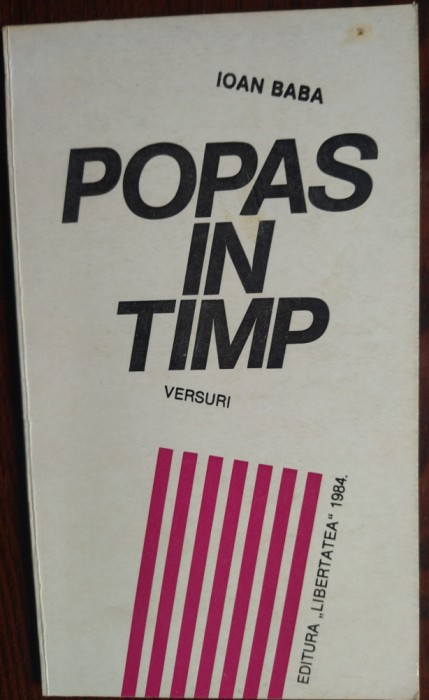 IOAN BABA
POPAS
IN
TIMP
VERSURI
EDITURA „LIBERTATEA“ 1984.